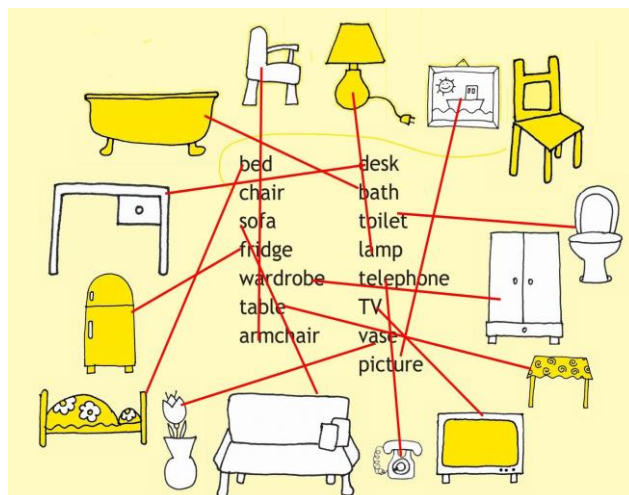 bed
chair
sofa
fridge
wardrobe
table
armchair
desk
bath
toilet
lamp
telephone
TV
vase
picture